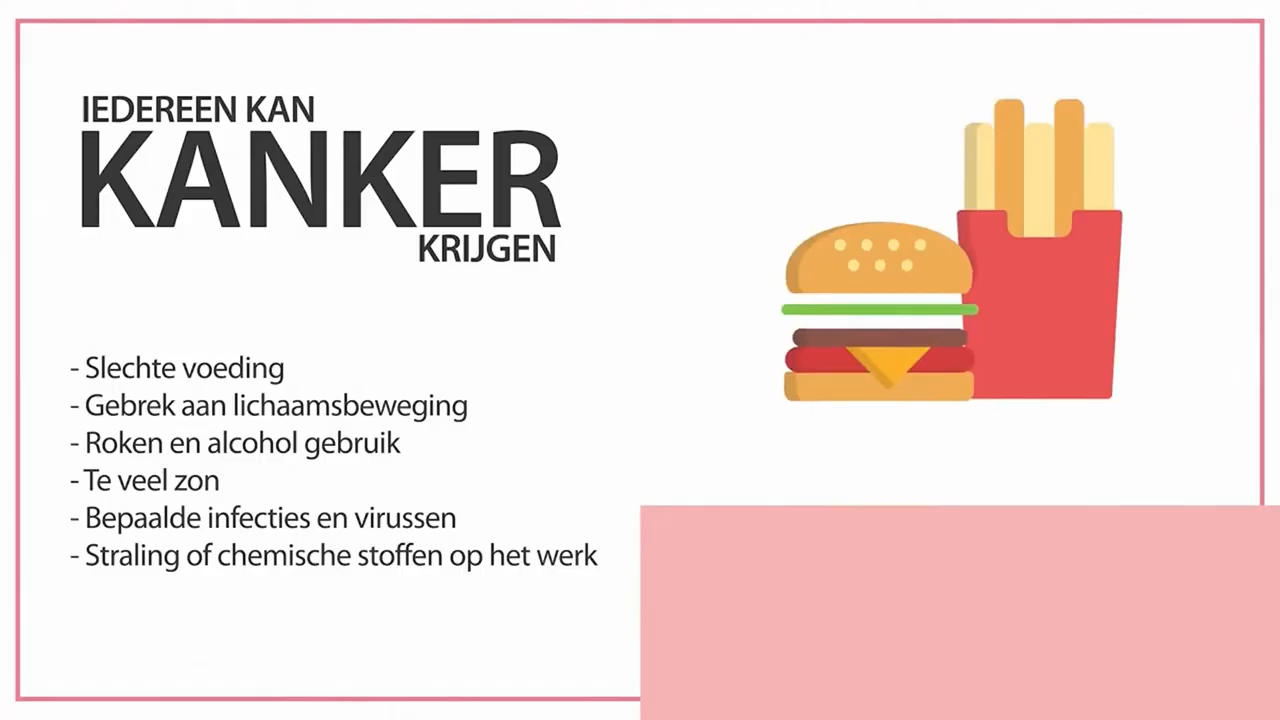 IEDEREEN KAN
KANKER
KRIJGEN
- Slechte voeding
- Gebrek aan lichaamsbeweging
- Roken en alcohol gebruik
- Te veel zon
- Bepaalde infecties en virussen
- Straling of chemische stoffen op het werk